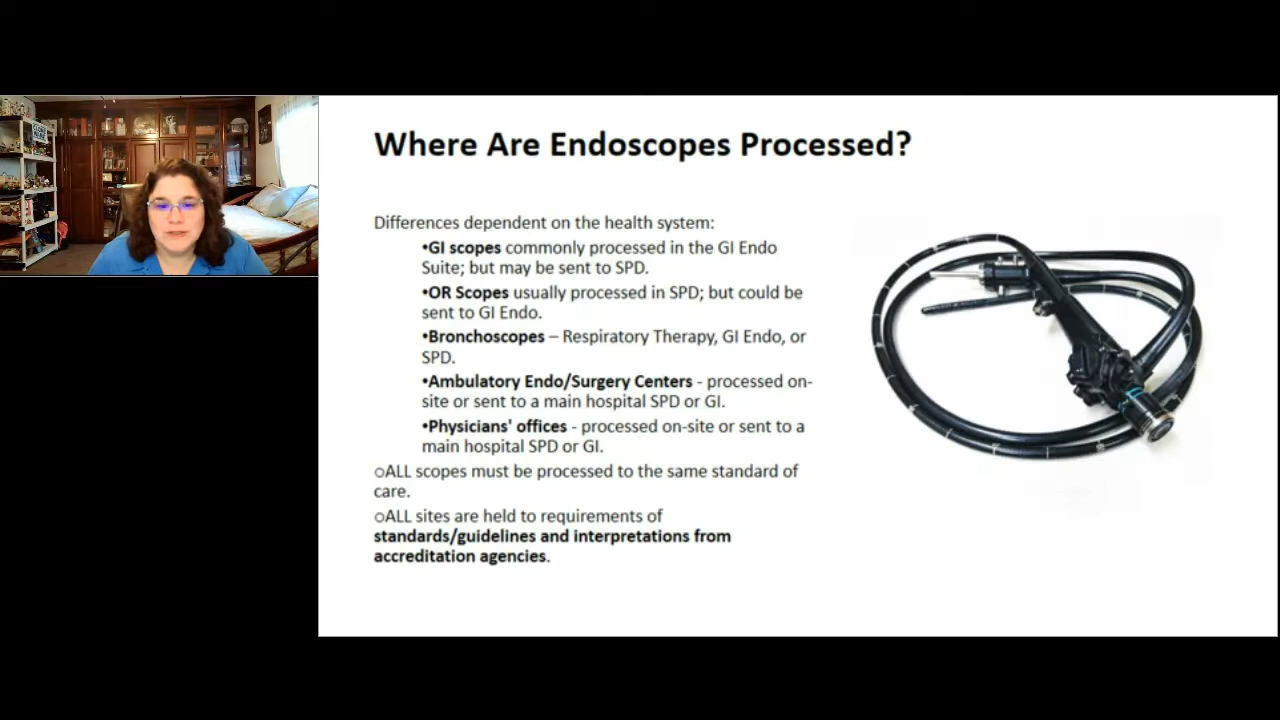 Where Are Endoscopes Processed?
Differences dependent on the health system:
•GI scopes commonly processed in the GI Endo
Suite; but may be sent to SPD.
•OR Scopes usually processed in SPD; but could be
sent to GI Endo.
•Bronchoscopes – Respiratory Therapy, GI Endo, or
SPD.
•Ambulatory Endo/Surgery Centers - processed on-
site or sent to a main hospital SPD or GI.
•Physicians' offices - processed on-site or sent to a
main hospital SPD or GI.
○ALL scopes must be processed to the same standard of
care.
○ALL sites are held to requirements of
standards/guidelines and interpretations from
accreditation agencies.